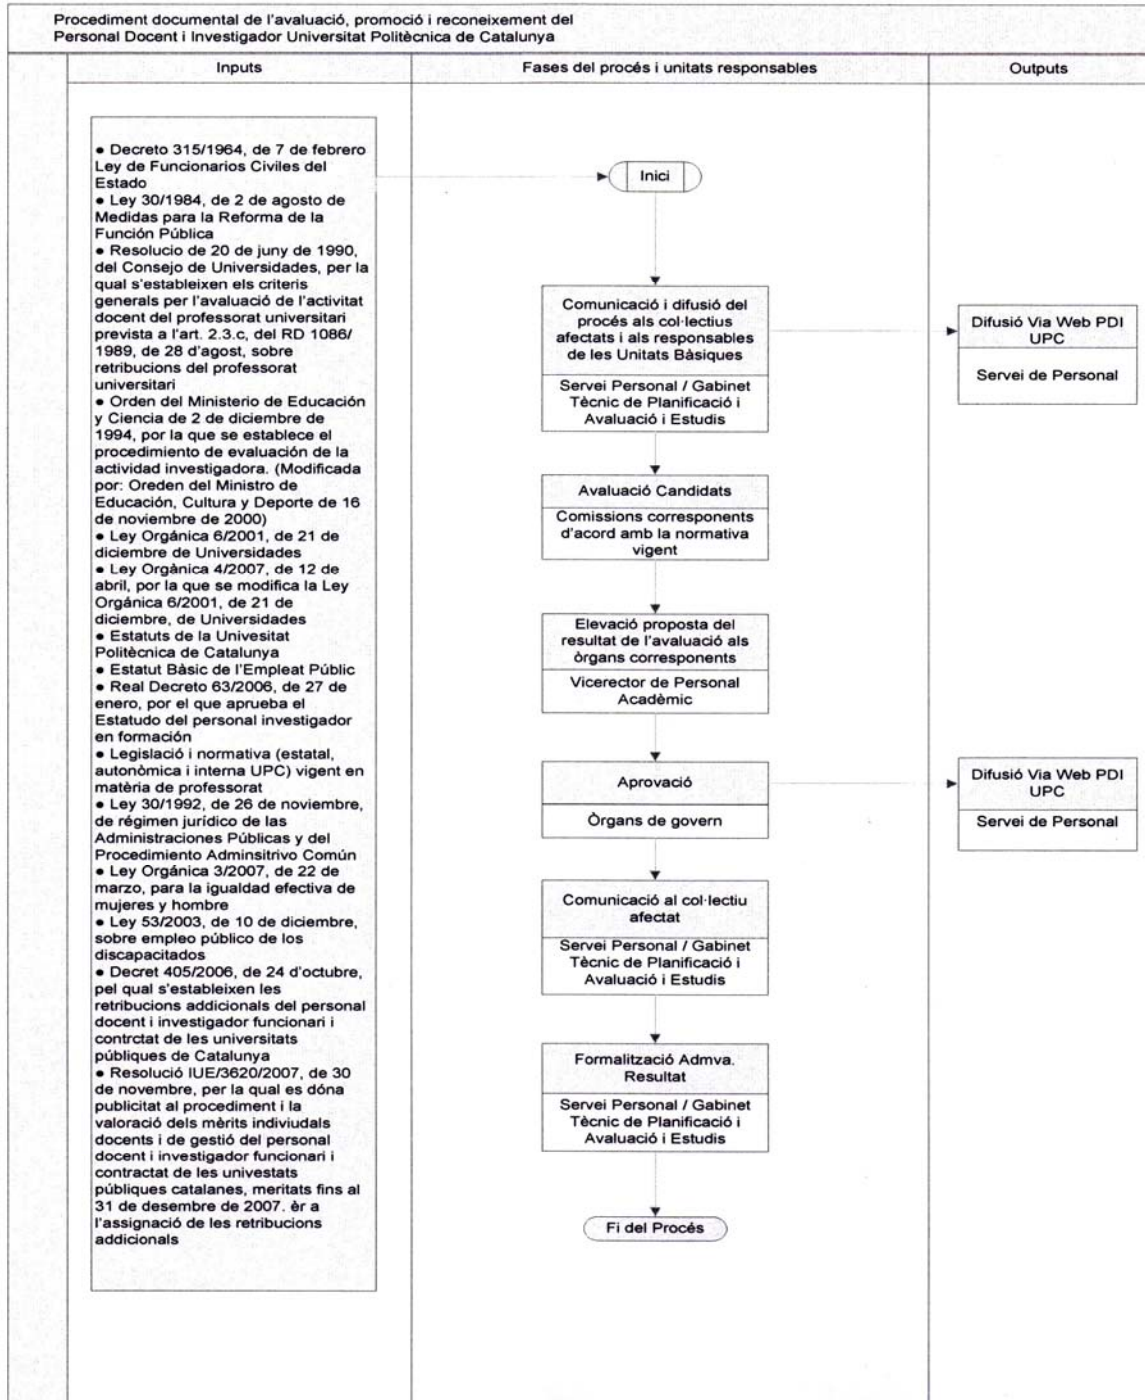 Procediment documental de l'avaluació, promoció i reconeixement del
Personal Docent i Investigador Universitat Politècnica de Catalunya
Inputs
Fases del procés i unitats responsables
Outputs
• Decreto 315/1964, de 7 de febrero
Ley de Funcionarios Civiles del
Estado
• Ley 30/1984, de 2 de agosto de
Medidas para la Reforma de la
Función Pública
• Resolucio de 20 de juny de 1990,
del Consejo de Universidades, per la
qual s'estableixen els criteris
generals per l'avaluació de l'activitat
docent del professorat universitari
prevista a l'art. 2.3.c, del RD 1086/
1989, de 28 d'agost, sobre
retribucions del professorat
universitari
• Orden del Ministerio de Educación
y Ciencia de 2 de diciembre de
1994, por la que se establece el
procedimiento de evaluación de la
actividad investigadora. (Modificada
por: Oreden del Ministro de
Educación, Cultura y Deporte de 16
de noviembre de 2000)
• Ley Orgánica 6/2001, de 21 de
diciembre de Universidades
• Ley Orgànica 4/2007, de 12 de
abril, por la que se modifica la Ley
Orgánica 6/2001, de 21 de
diciembre, de Universidades
• Estatuts de la Univesitat
Politècnica de Catalunya
• Estatut Bàsic de l'Empleat Públic
• Real Decreto 63/2006, de 27 de
enero, por el que aprueba el
Estatudo del personal investigador
en formación
• Legislació i normativa (estatal,
autonòmica i interna UPC) vigent en
matèria de professorat
• Ley 30/1992, de 26 de noviembre,
de régimen jurídico de las
Administraciones Públicas y del
Procedimiento Adminsitrivo Común
• Ley Orgánica 3/2007, de 22 de
marzo, para la igualdad efectiva de
mujeres y hombre
• Ley 53/2003, de 10 de diciembre,
sobre empleo público de los
discapacitados
• Decret 405/2006, de 24 d'octubre,
pel qual s'estableixen les
retribucions addicionals del personal
docent i investigador funcionari i
contrctat de les universitats
públiques de Catalunya
• Resolució IUE/3620/2007, de 30
de novembre, per la qual es dóna
publicitat al procediment i la
valoració dels mèrits indiviudals
docents i de gestió del personal
docent i investigador funcionari i
contractat de les univestats
públiques catalanes, meritats fins al
31 de desembre de 2007. èr a
l'assignació de les retribucions
addicionals
Inici
Comunicació i difusió del
procés als col·lectius
afectats i als responsables
de les Unitats Bàsiques
Servei Personal / Gabinet
Tècnic de Planificació i
Avaluació i Estudis
Difusió Via Web PDI
UPC
Servei de Personal
Avaluació Candidats
Comissions corresponents
d'acord amb la normativa
vigent
Elevació proposta del
resultat de l'avaluació als
òrgans corresponents
Vicerector de Personal
Acadèmic
Aprovació
Òrgans de govern
Difusió Via Web PDI
UPC
Servei de Personal
Comunicació al col·lectiu
afectat
Servei Personal / Gabinet
Tècnic de Planificació i
Avaluació i Estudis
Formalització Admva.
Resultat
Servei Personal / Gabinet
Tècnic de Planificació i
Avaluació i Estudis
Fi del Procés